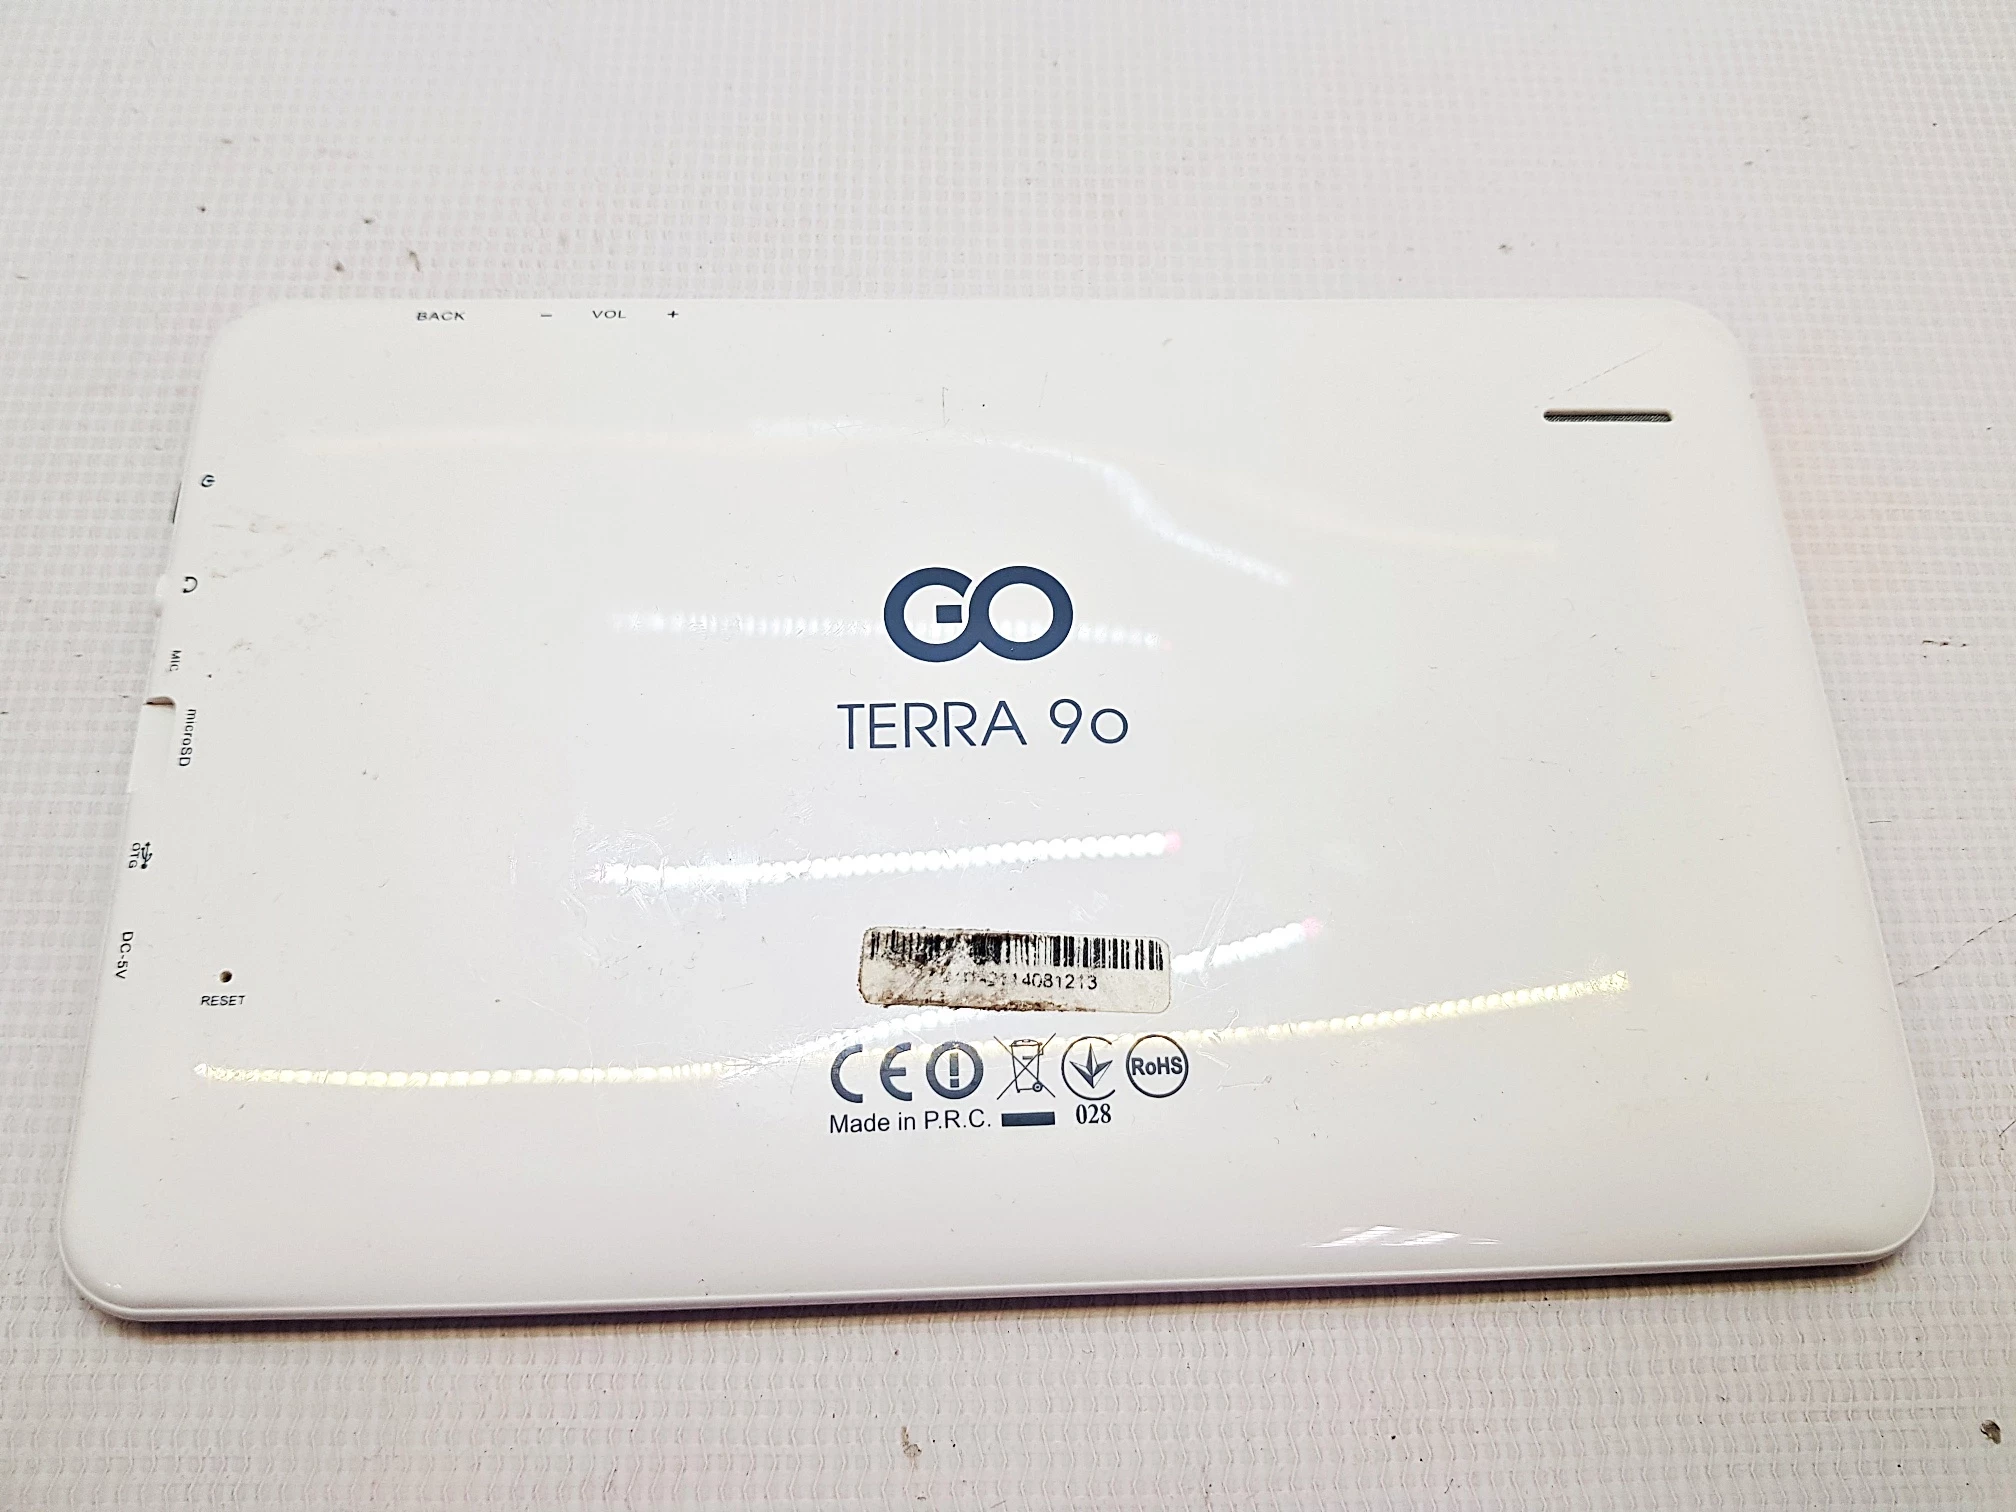 BACK - VOL +
MIC
microSD
OTG
DC-5V
RESET
GO
TERRA 9o
14081213
CE
RoHS
Made in P.R.C.
028